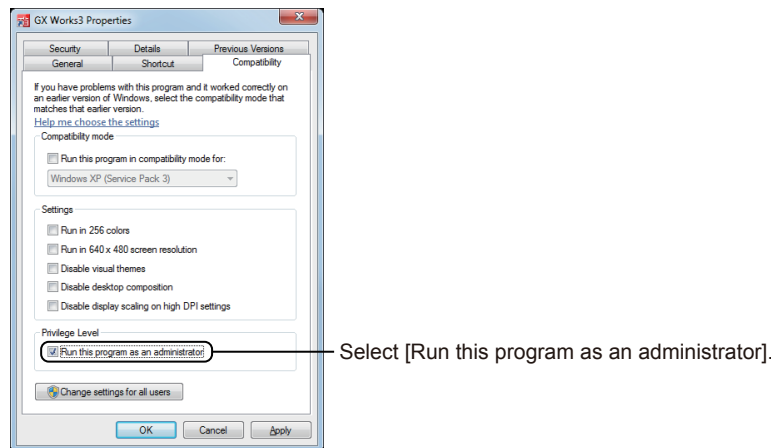 GX Works3 Properties
Security Details Previous Versions
General Shortcut Compatibility
If you have problems with this program and it worked correctly on
an earlier version of Windows, select the compatibility mode that
matches that earlier version.
Help me choose the settings
Compatibility mode
Run this program in compatibility mode for:
Windows XP (Service Pack 3)
Settings
Run in 256 colors
Run in 640 x 480 screen resolution
Disable visual themes
Disable desktop composition
Disable display scaling on high DPI settings
Privilege Level
Run this program as an administrator
Select [Run this program as an administrator].
Change settings for all users
OK Cancel Apply